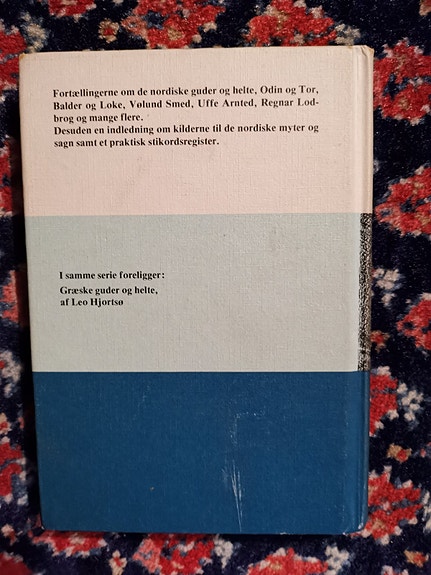 Fortællingerne om de nordiske guder og helte, Odin og Tor,
Balder og Loke, Vølund Smed, Uffe Arnted, Regnar Lod-
brog og mange flere.
Desuden en indledning om kilderne til de nordiske myter og
sagn samt et praktisk stikordsregister.
I samme serie foreligger:
Græske guder og helte,
af Leo Hjortsø